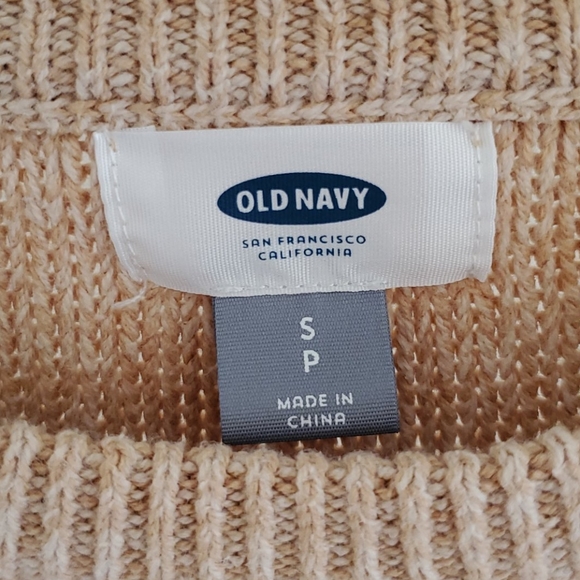 OLD NAVY
SAN FRANCISCO
CALIFORNIA
S
P
MADE IN
CHINA